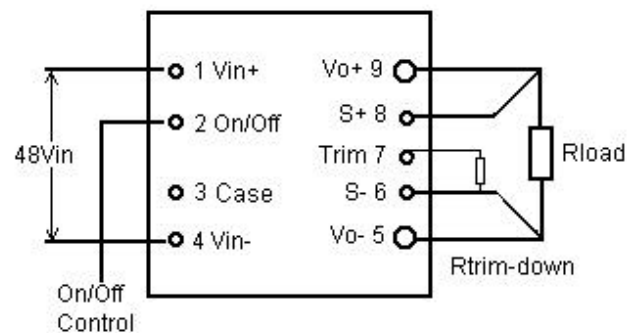 1 Vin+
Vo+ 9
2 On/Off
S+ 8
48Vin
Trim 7
Rload
3 Case
S- 6
4 Vin-
Vo- 5
Rtrim-down
On/Off
Control